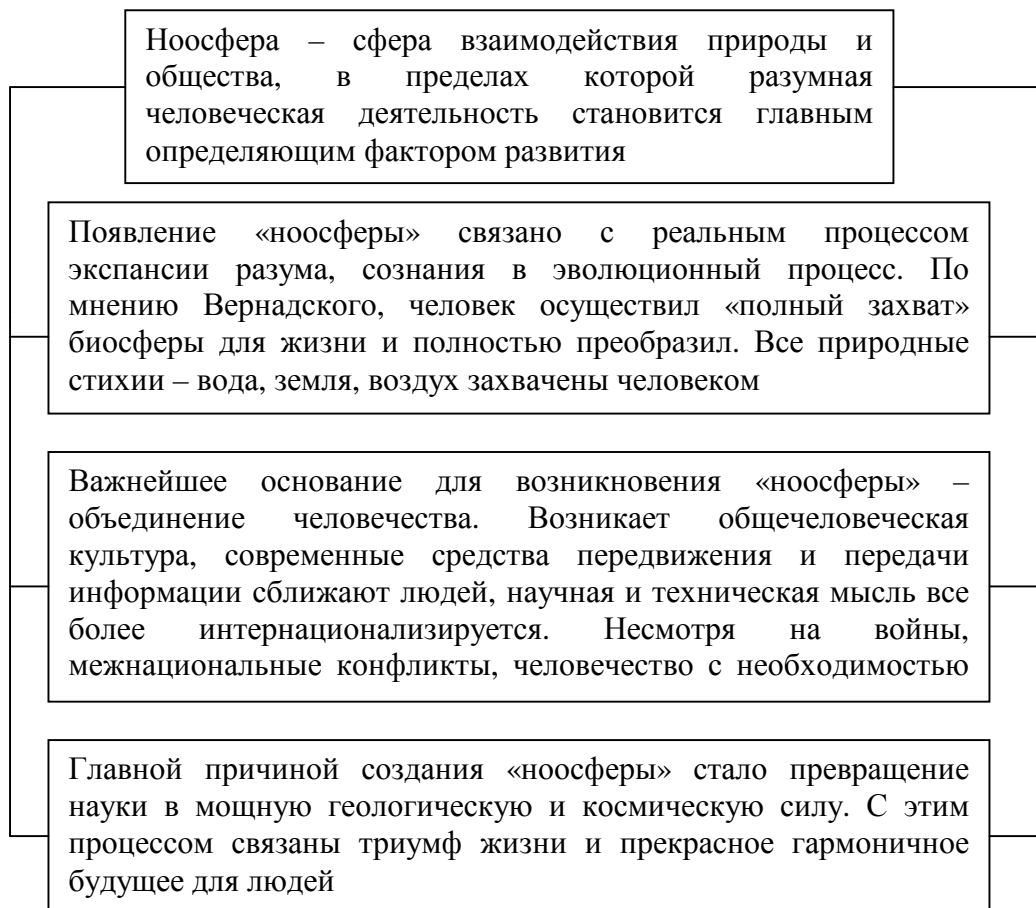 Ноосфера – сфера взаимодействия природы и
общества, в пределах которой разумная
человеческая деятельность становится главным
определяющим фактором развития
Появление «ноосферы» связано с реальным процессом
экспансии разума, сознания в эволюционный процесс. По
мнению Вернадского, человек осуществил «полный захват»
биосферы для жизни и полностью преобразил. Все природные
стихии – вода, земля, воздух захвачены человеком
Важнейшее основание для возникновения «ноосферы» –
объединение человечества. Возникает общечеловеческая
культура, современные средства передвижения и передачи
информации сближают людей, научная и техническая мысль все
более интернационализируется. Несмотря на войны,
межнациональные конфликты, человечество с необходимостью
Главной причиной создания «ноосферы» стало превращение
науки в мощную геологическую и космическую силу. С этим
процессом связаны триумф жизни и прекрасное гармоничное
будущее для людей